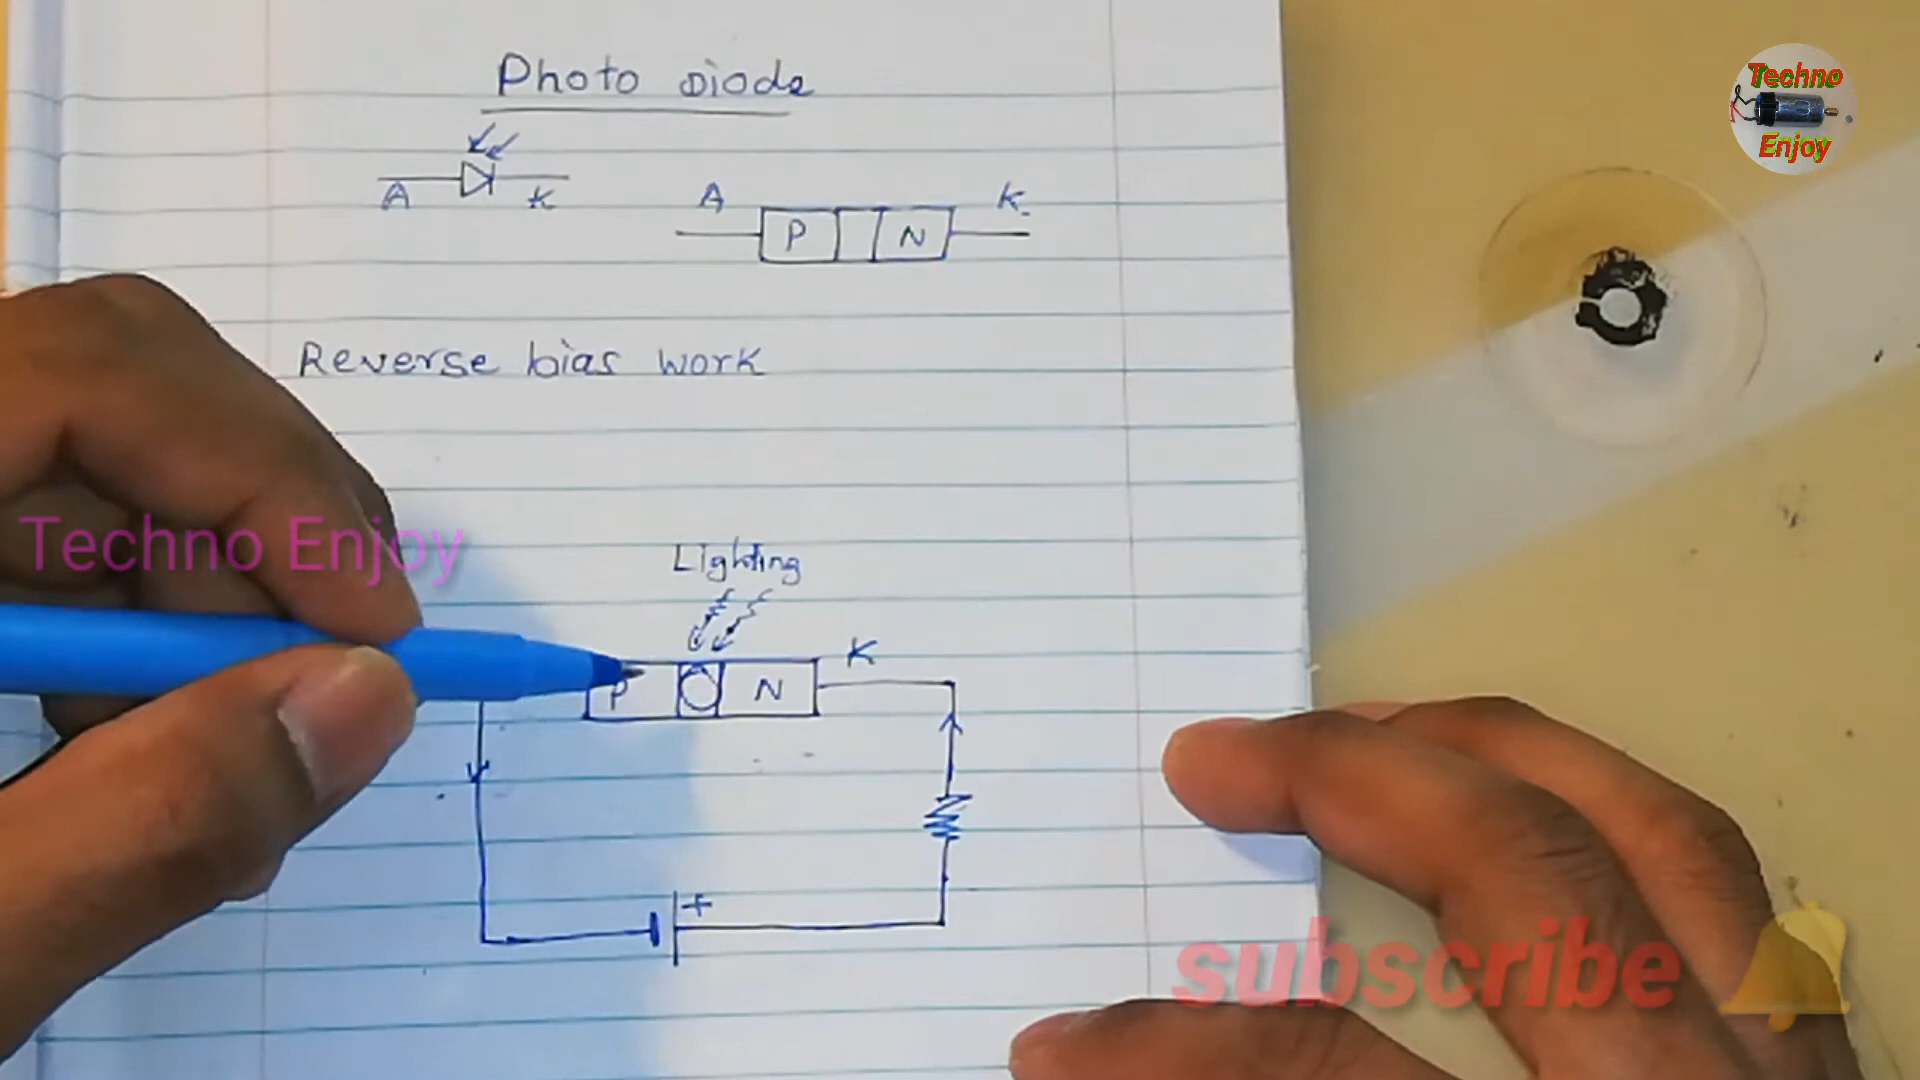 Photo Diode
Techno
Enjoy
A K
A K
P N
Reverse bias work
Techno Enjoy
Lighting
K
P N
+
subscribe